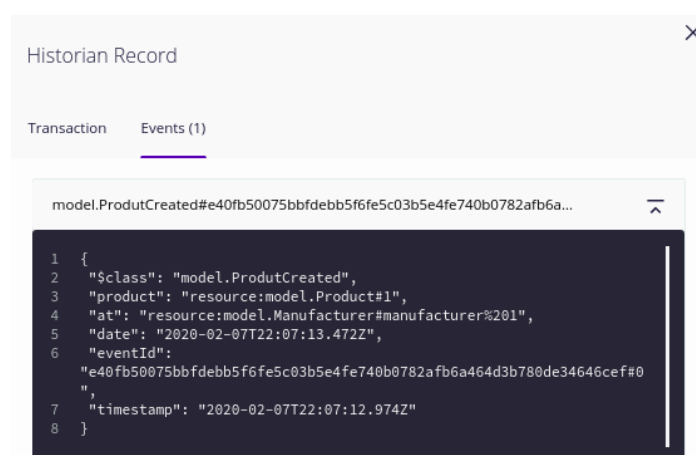 Historian Record
Transaction Events (1)
model.ProdutCreated#e40fb50075bbfdebb5f6fe5c03b5e4fe740b0782afb6a...
1 {
2 "$class": "model.ProdutCreated",
3 "product": "resource:model.Product#1",
4 "at": "resource:model.Manufacturer#manufacturer%201",
5 "date": "2020-02-07T22:07:13.472Z",
6 "eventId":
"e40fb50075bbfdebb5f6fe5c03b5e4fe740b0782afb6a464d3b780de34646cef#0
",
7 "timestamp": "2020-02-07T22:07:12.974Z"
8 }